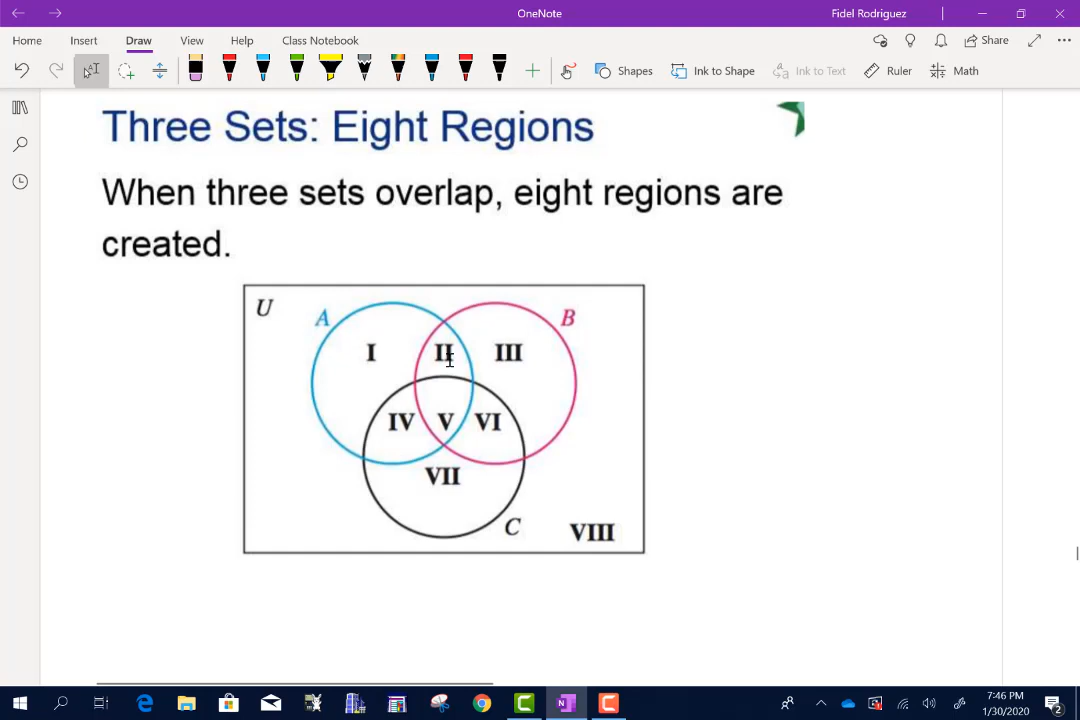 OneNote
Fidel Rodriguez
Home Insert Draw View Help Class Notebook
Share
Shapes
Ink to Shape
Ink to Text
Ruler
Math
Three Sets: Eight Regions
When three sets overlap, eight regions are
created.
U
A
B
I II III
IV V VI
VII
C
VIII
7:46 PM
1/30/2020
2